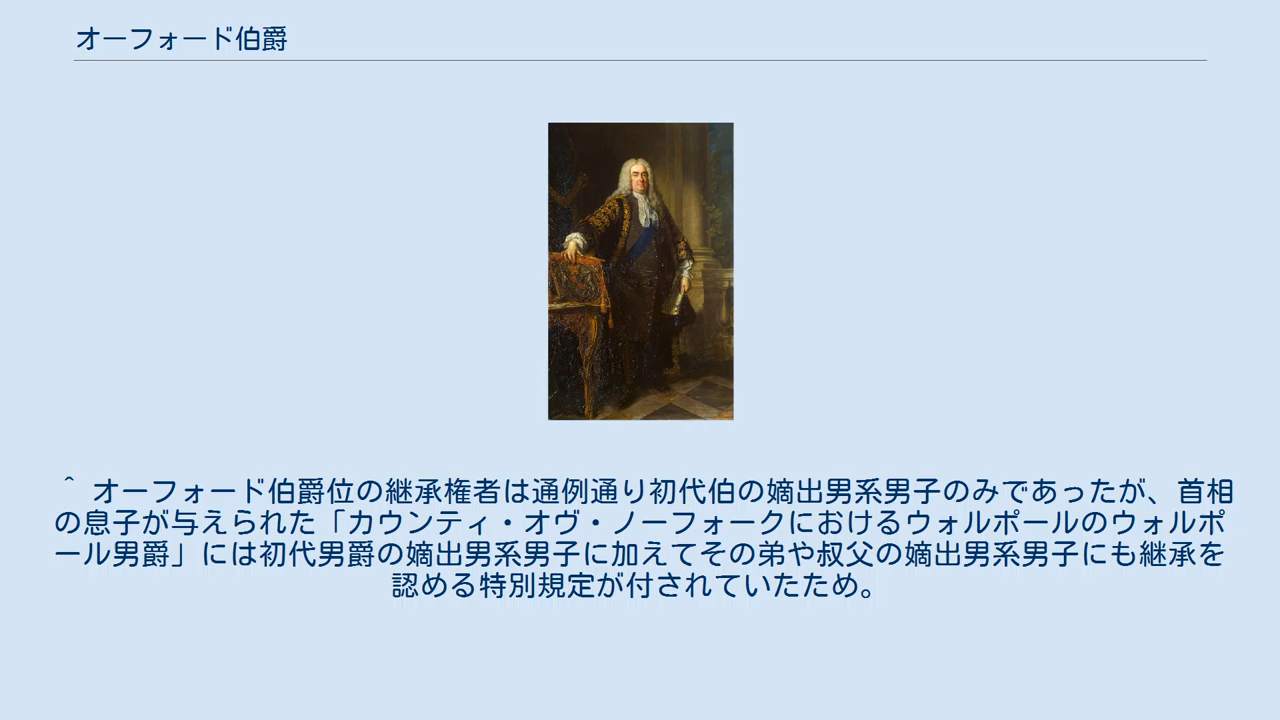 オーフォード伯爵
^ オーフォード伯爵位の継承権者は通例通り初代伯の嫡出男系男子のみであったが、首相
の息子が与えられた「カウンティ・オヴ・ノーフォークにおけるウォルポールのウォルポ
ール男爵」には初代男爵の嫡出男系男子に加えてその弟や叔父の嫡出男系男子にも継承を
認める特別規定が付されていたため。